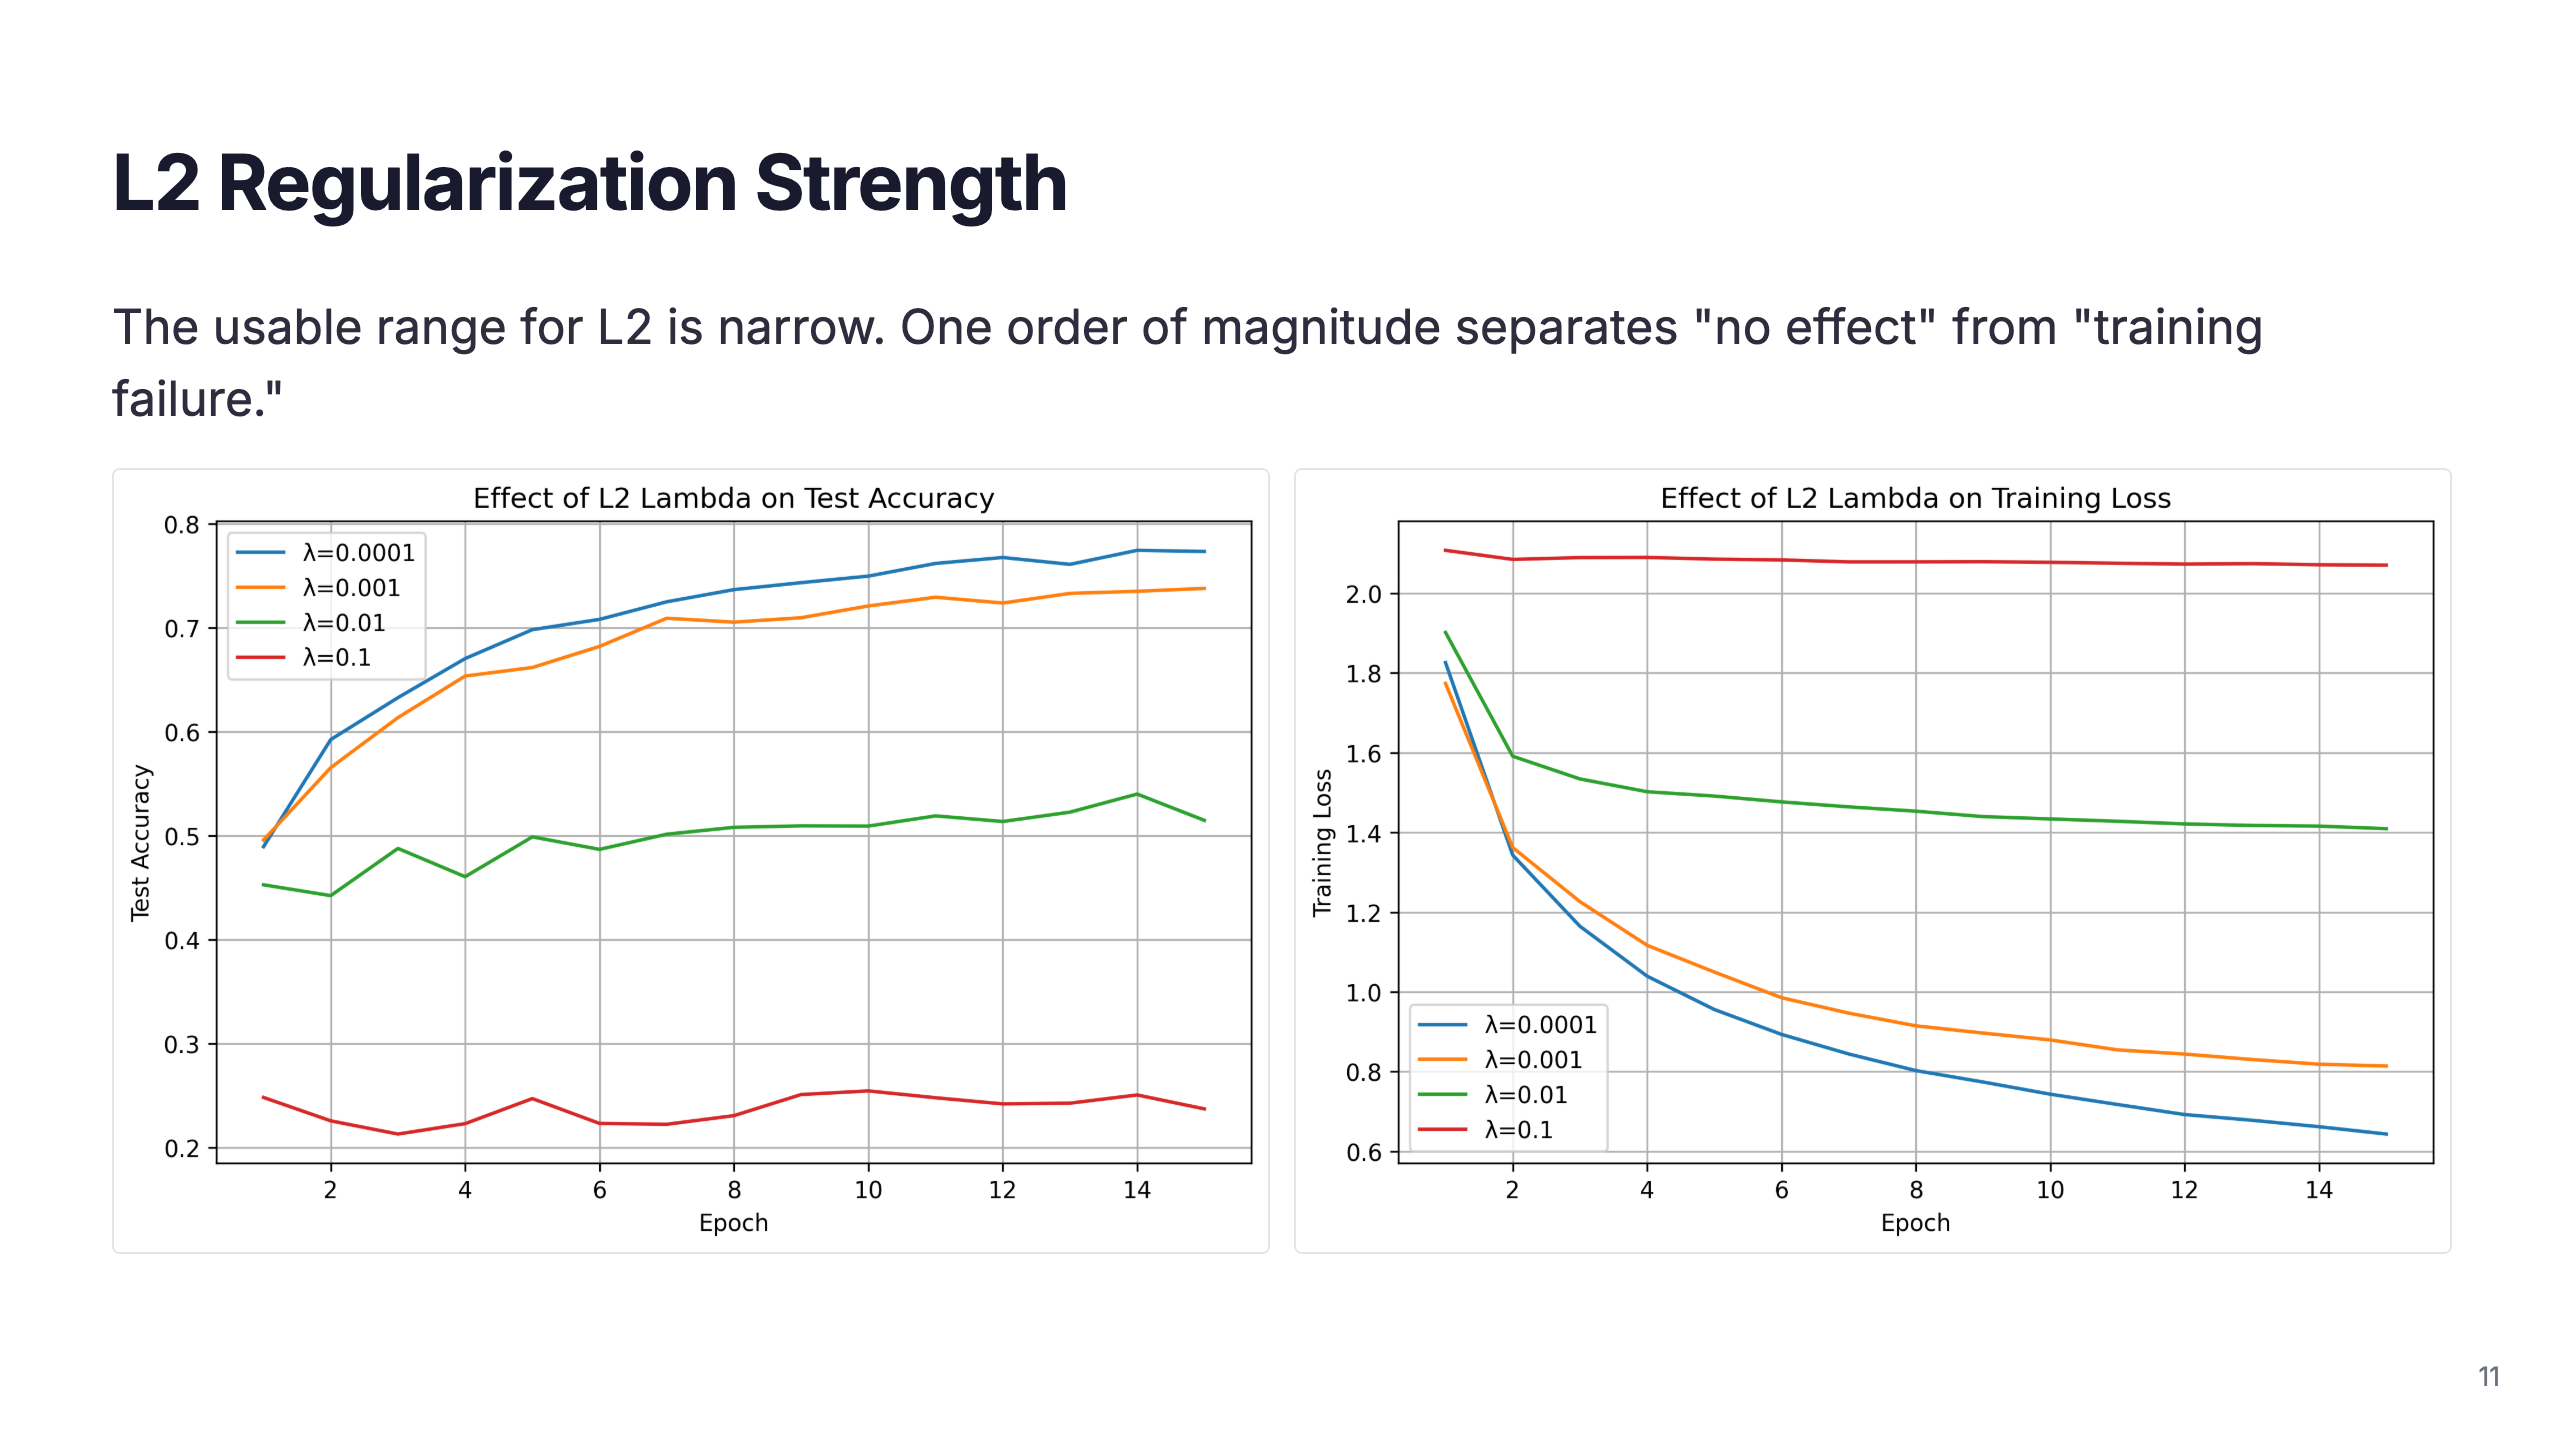 L2 Regularization Strength
The usable range for L2 is narrow. One order of magnitude separates "no effect" from "training
failure."
Effect of L2 Lambda on Test Accuracy
0.8
0.7
0.6
0.5
0.4
0.3
0.2
Test Accuracy
λ=0.0001
λ=0.001
λ=0.01
λ=0.1
2 4 6 8 10 12 14
Epoch
Effect of L2 Lambda on Training Loss
2.0
1.8
1.6
1.4
1.2
1.0
0.8
0.6
Training Loss
λ=0.0001
λ=0.001
λ=0.01
λ=0.1
2 4 6 8 10 12 14
Epoch
11